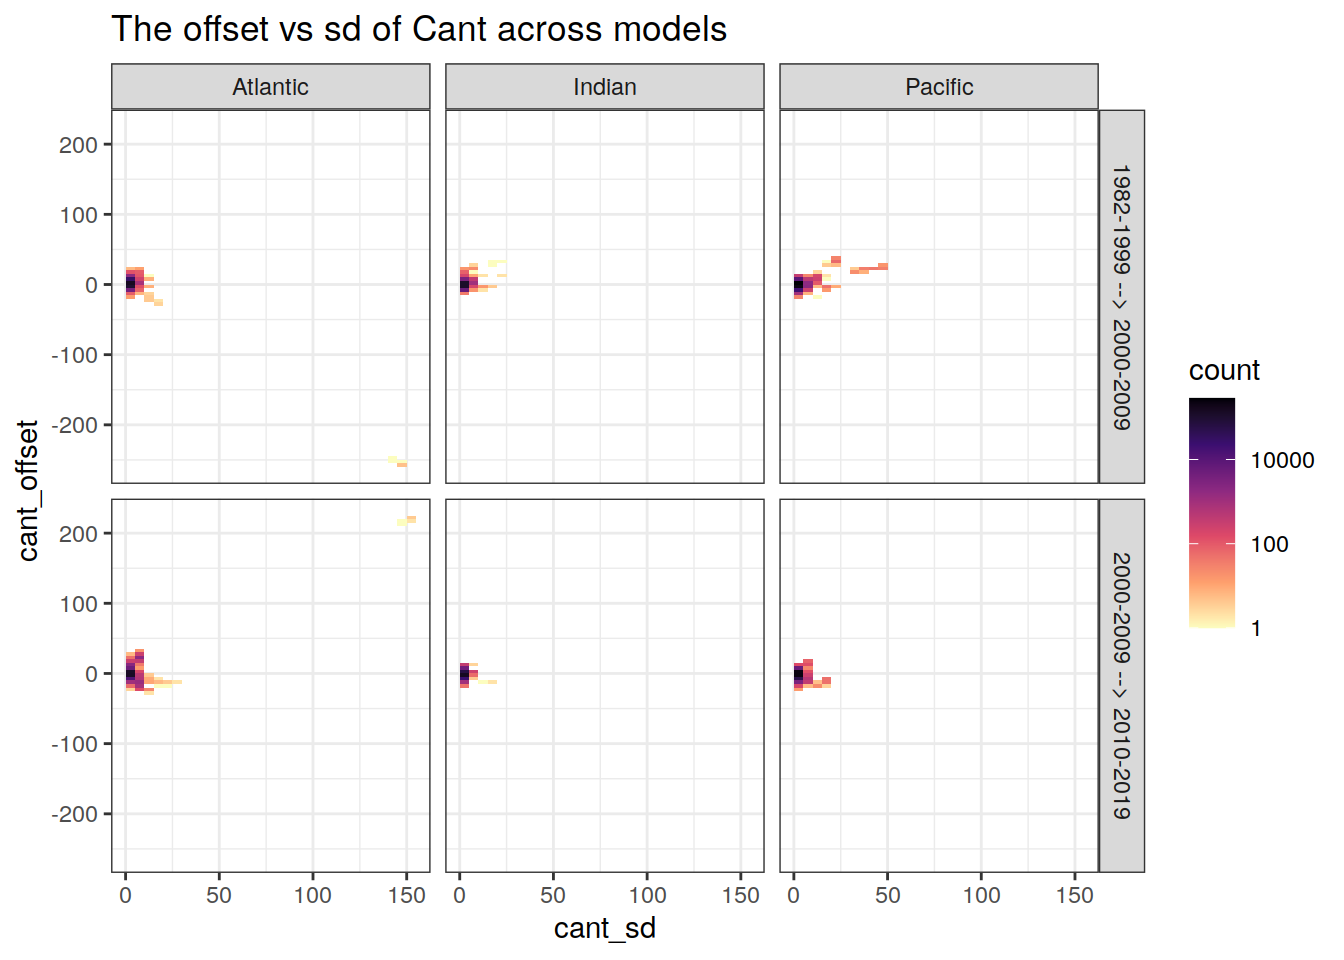 The offset vs sd of Cant across models
Atlantic Indian Pacific
200
100
0
-100
-200
1982-1999 --> 2000-2009
cant_offset
200
100
0
-100
-200
2000-2009 --> 2010-2019
0 50 100 150 0 50 100 150 0 50 100 150
cant_sd
count
10000
100
1